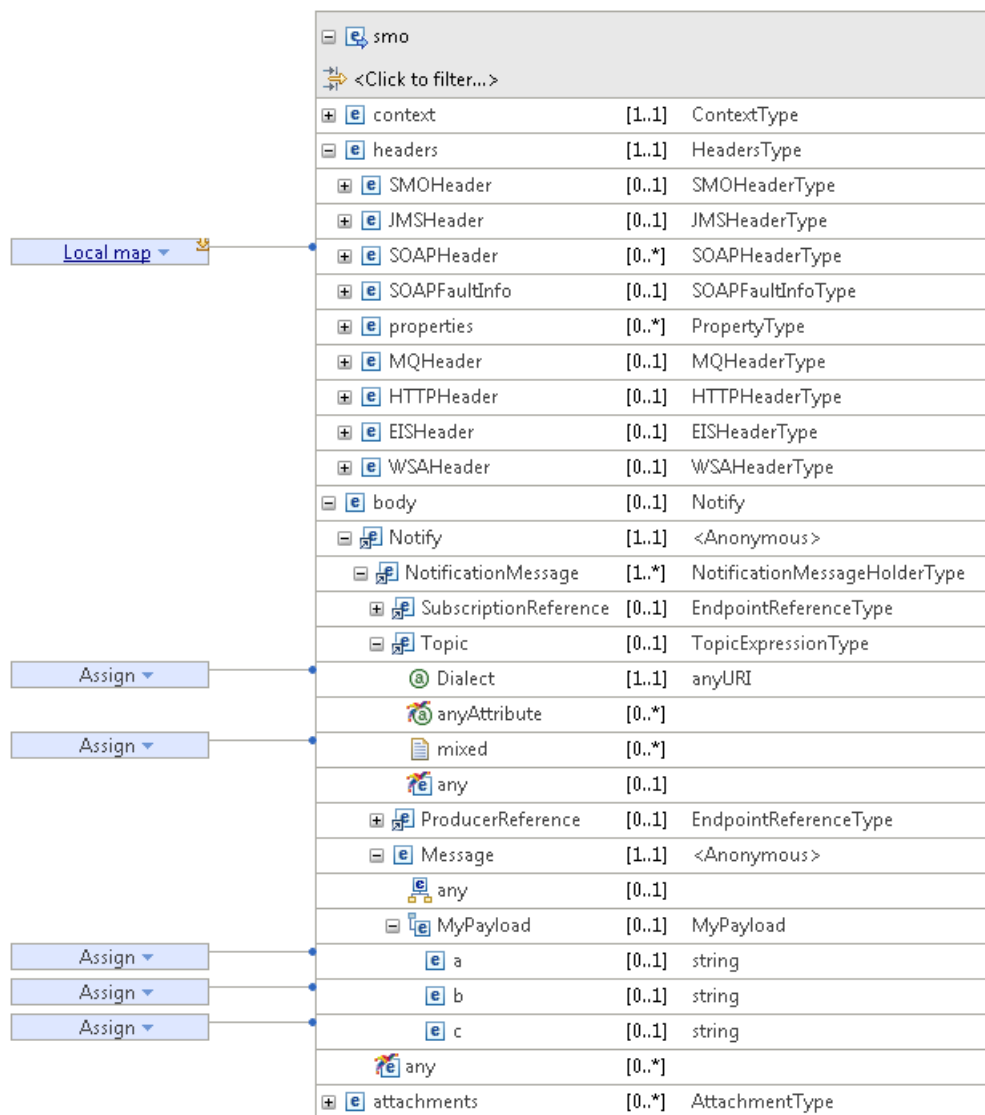 smo
<Click to filter...>
context [1..1] ContextType
headers [1..1] HeadersType
SMOHeader [0..1] SMOHeaderType
JMSHeader [0..1] JMSHeaderType
Local map SOAPHeader [0..*] SOAPHeaderType
SOAPFaultInfo [0..1] SOAPFaultInfoType
properties [0..*] PropertyType
MQHeader [0..1] MQHeaderType
HTTPHeader [0..1] HTTPHeaderType
EISHeader [0..1] EISHeaderType
WSAHeader [0..1] WSAHeaderType
body [0..1] Notify
Notify [1..1] <Anonymous>
NotificationMessage [1..*] NotificationMessageHolderType
SubscriptionReference [0..1] EndpointReferenceType
Topic [0..1] TopicExpressionType
Assign Dialect [1..1] anyURI
anyAttribute [0..*]
Assign mixed [0..*]
any [0..1]
ProducerReference [0..1] EndpointReferenceType
Message [1..1] <Anonymous>
any [0..1]
MyPayload [0..1] MyPayload
Assign a [0..1] string
Assign b [0..1] string
Assign c [0..1] string
any [0..*]
attachments [0..*] AttachmentType